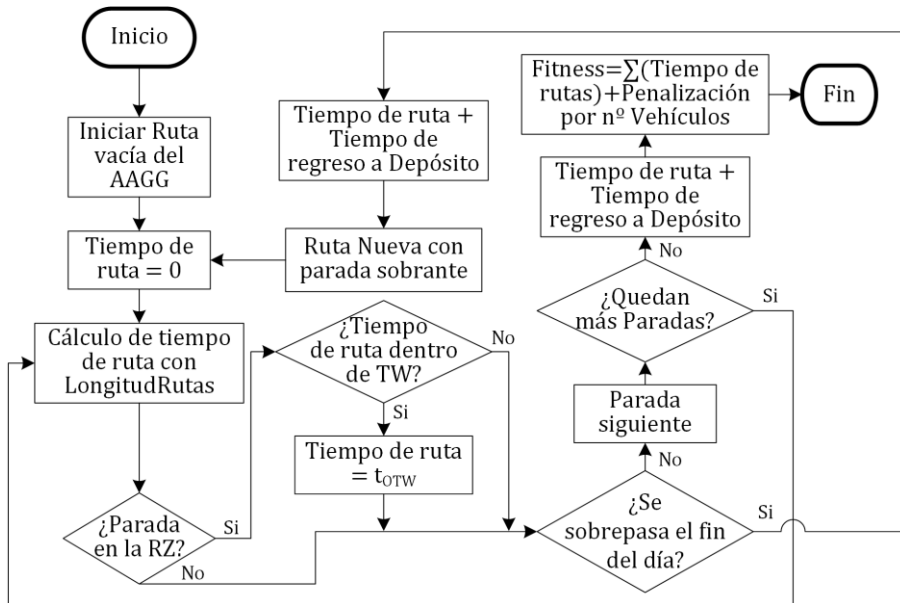 Inicio
Iniciar Ruta
vacía del
AAGG
Tiempo de
ruta = 0
Cálculo de tiempo
de ruta con
LongitudRutas
¿Parada
en la RZ?
Si
No
Tiempo de ruta +
Tiempo de
regreso a Depósito
Ruta Nueva con
parada sobrante
¿Tiempo
de ruta dentro
de TW?
No
Si
Tiempo de ruta
= tOTW
¿Se
sobrepasa el fin
del día?
Si
No
Parada
siguiente
¿Quedan
más Paradas?
Si
No
Tiempo de ruta +
Tiempo de
regreso a Depósito
Fitness=∑(Tiempo de
rutas)+Penalización
por nº Vehículos
Fin